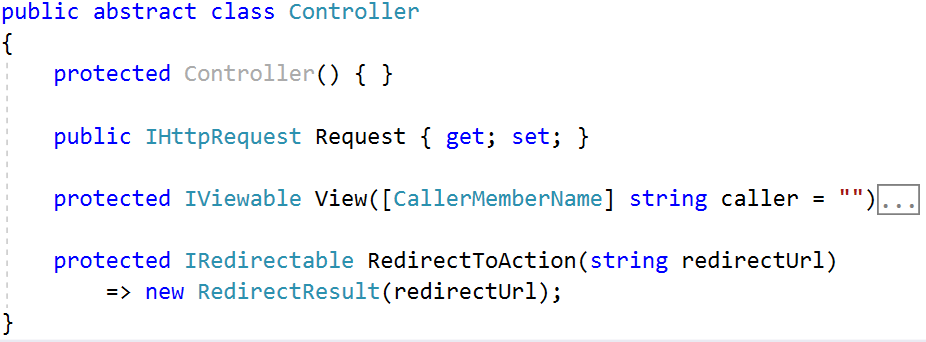 public abstract class Controller
{
    protected Controller() { }
    public IHttpRequest Request { get; set; }
    protected IViewable View([CallerMemberName] string caller = "")...
    protected IRedirectable RedirectToAction(string redirectUrl)
        => new RedirectResult(redirectUrl);
}